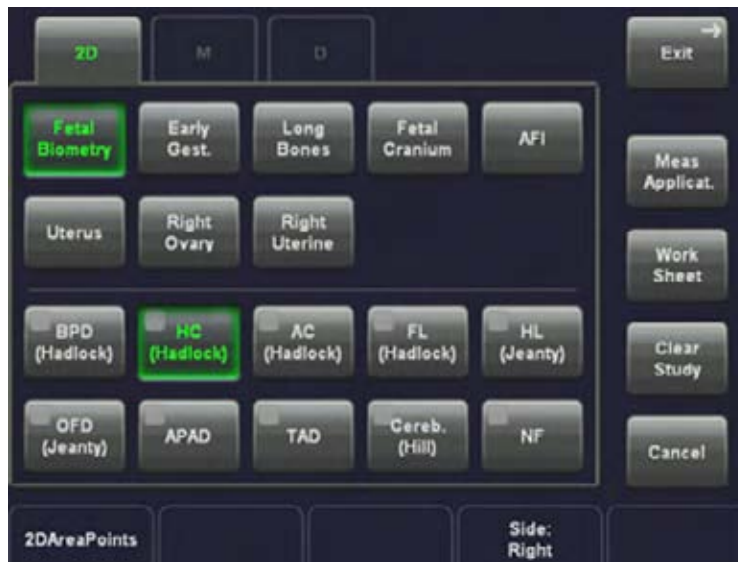 2D
M
D
Exit
Fetal
Biometry
Early
Gest.
Long
Bones
Fetal
Cranium
AFI
Meas
Applicat.
Uterus
Right
Ovary
Right
Uterine
Work
Sheet
BPD
(Hadlock)
HC
(Hadlock)
AC
(Hadlock)
FL
(Hadlock)
HL
(Jeanty)
Clear
Study
OFD
(Jeanty)
APAD
TAD
Cereb.
(Hill)
NF
Cancel
2DAreaPoints
Side:
Right